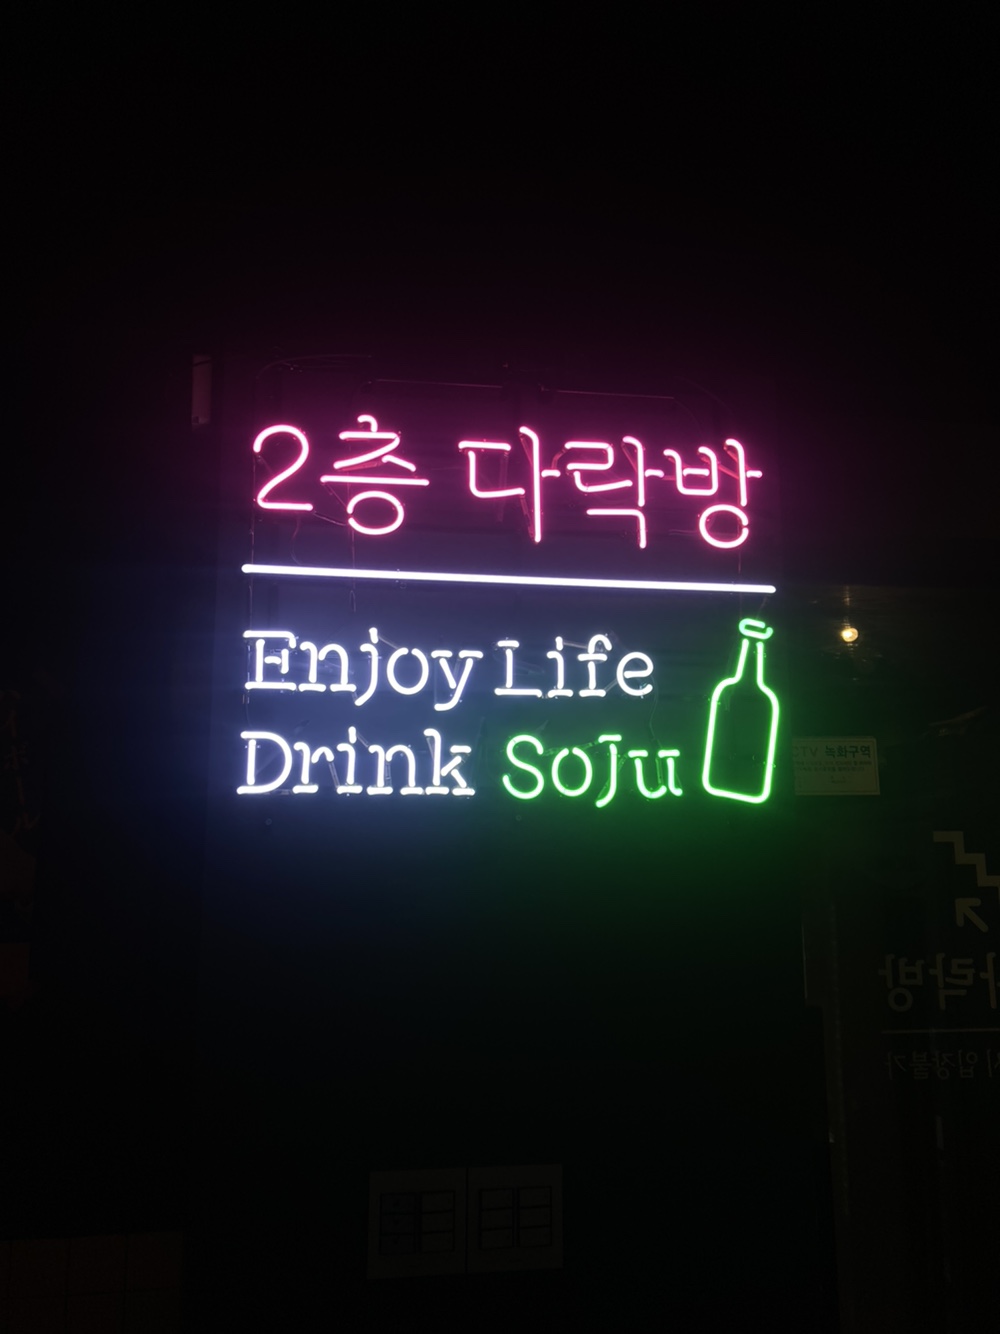 2층 다락방
Enjoy Life
Drink Soju